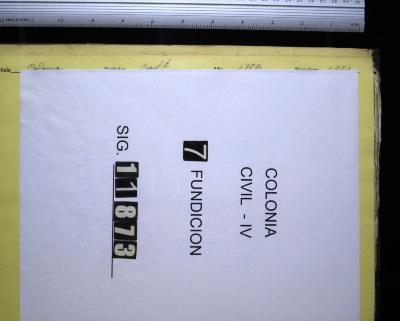 COLONIA
CIVIL - IV
7 FUNDICION
SIG. 11873